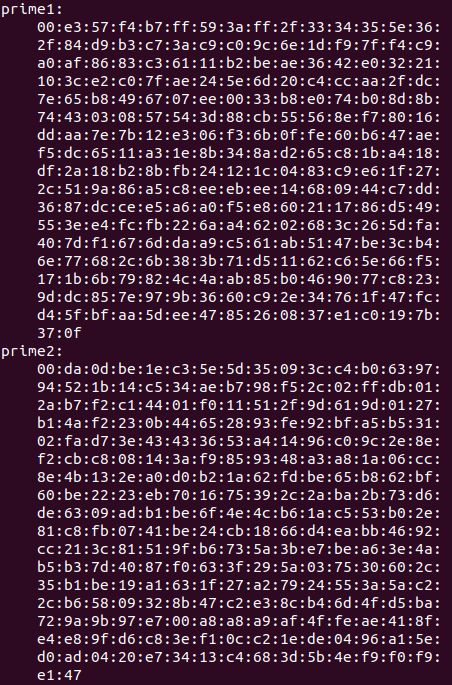 prime1:
00:e3:57:f4:b7:ff:59:3a:ff:2f:33:34:35:5e:36:
2f:84:d9:b3:c7:3a:c9:c0:9c:6e:1d:f9:7f:f4:c9:
a0:af:86:83:c3:61:11:b2:be:ae:36:42:e0:32:21:
10:3c:e2:c0:7f:ae:24:5e:6d:20:c4:cc:aa:2f:dc:
7e:65:b8:49:67:07:ee:00:33:b8:e0:74:b0:8d:8b:
74:43:03:08:57:54:3d:88:cb:55:56:8e:f7:80:16:
dd:aa:7e:7b:12:e3:06:f3:6b:0f:fe:60:b6:47:ae:
f5:dc:65:11:a3:1e:8b:34:8a:d2:65:c8:1b:a4:18:
df:2a:18:b2:8b:fb:24:12:1c:04:83:c9:e6:1f:27:
2c:51:9a:86:a5:c8:ee:eb:ee:14:68:09:44:c7:dd:
36:87:dc:ce:e5:a6:a0:f5:e8:60:21:17:86:d5:49:
55:3e:e4:fc:fb:22:6a:a4:62:02:68:3c:26:5d:fa:
40:7d:f1:67:6d:da:a9:c5:61:ab:51:47:be:3c:b4:
6e:77:68:2c:6b:38:3b:71:d5:11:62:c6:5e:66:f5:
17:1b:6b:79:82:4c:4a:ab:85:b0:46:90:77:c8:23:
9d:dc:85:7e:97:9b:36:60:c9:2e:34:76:1f:47:fc:
d4:5f:bf:aa:5d:ee:47:85:26:08:37:e1:c0:19:7b:
37:0f
prime2:
00:da:0d:be:1e:c3:5e:5d:35:09:3c:c4:b0:63:97:
94:52:1b:14:c5:34:ae:b7:98:f5:2c:02:ff:db:01:
2a:b7:f2:c1:44:01:f0:11:51:2f:9d:61:9d:01:27:
b1:4a:f2:23:0b:44:65:28:93:fe:92:bf:a5:b5:31:
02:fa:d7:3e:43:43:36:53:a4:14:96:c0:9c:2e:8e:
f2:cb:c8:08:14:3a:f9:85:93:48:a3:a8:1a:06:cc:
8e:4b:13:2e:a0:d0:b2:1a:62:fd:be:65:b8:62:bf:
60:be:22:23:eb:70:16:75:39:2c:2a:ba:2b:73:d6:
de:63:09:ad:b1:be:6f:4e:4c:b6:1a:c5:53:b0:2e:
81:c8:fb:07:41:be:24:cb:18:66:d4:ea:bb:46:92:
cc:21:3c:81:51:9f:b6:73:5a:3b:e7:be:a6:3e:4a:
b5:b3:7d:40:87:f0:63:3f:29:5a:03:75:30:60:2c:
35:b1:be:19:a1:63:1f:27:a2:79:24:55:3a:5a:c2:
2c:b6:58:09:32:8b:47:c2:e3:8c:b4:6d:4f:d5:ba:
72:9a:9b:97:e7:00:a8:a8:a9:af:4f:fe:ae:41:8f:
e4:e8:9f:d6:c8:3e:f1:0c:c2:1e:de:04:96:a1:5e:
d0:ad:04:20:e7:34:13:c4:68:3d:5b:4e:f9:f0:f9:
e1:47